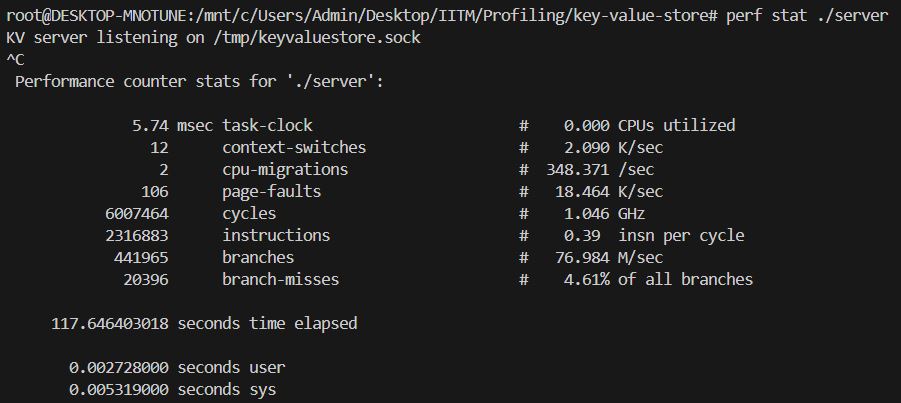 root@DESKTOP-MNOTUNE:/mnt/c/Users/Admin/Desktop/IITM/Profiling/key-value-store# perf stat ./server
KV server listening on /tmp/keyvaluestore.sock
^C
Performance counter stats for './server':
5.74 msec task-clock # 0.000 CPUs utilized
12 context-switches # 2.090 K/sec
2 cpu-migrations # 348.371 /sec
106 page-faults # 18.464 K/sec
6007464 cycles # 1.046 GHz
2316883 instructions # 0.39 insn per cycle
441965 branches # 76.984 M/sec
20396 branch-misses # 4.61% of all branches
117.646403018 seconds time elapsed
0.002728000 seconds user
0.005319000 seconds sys